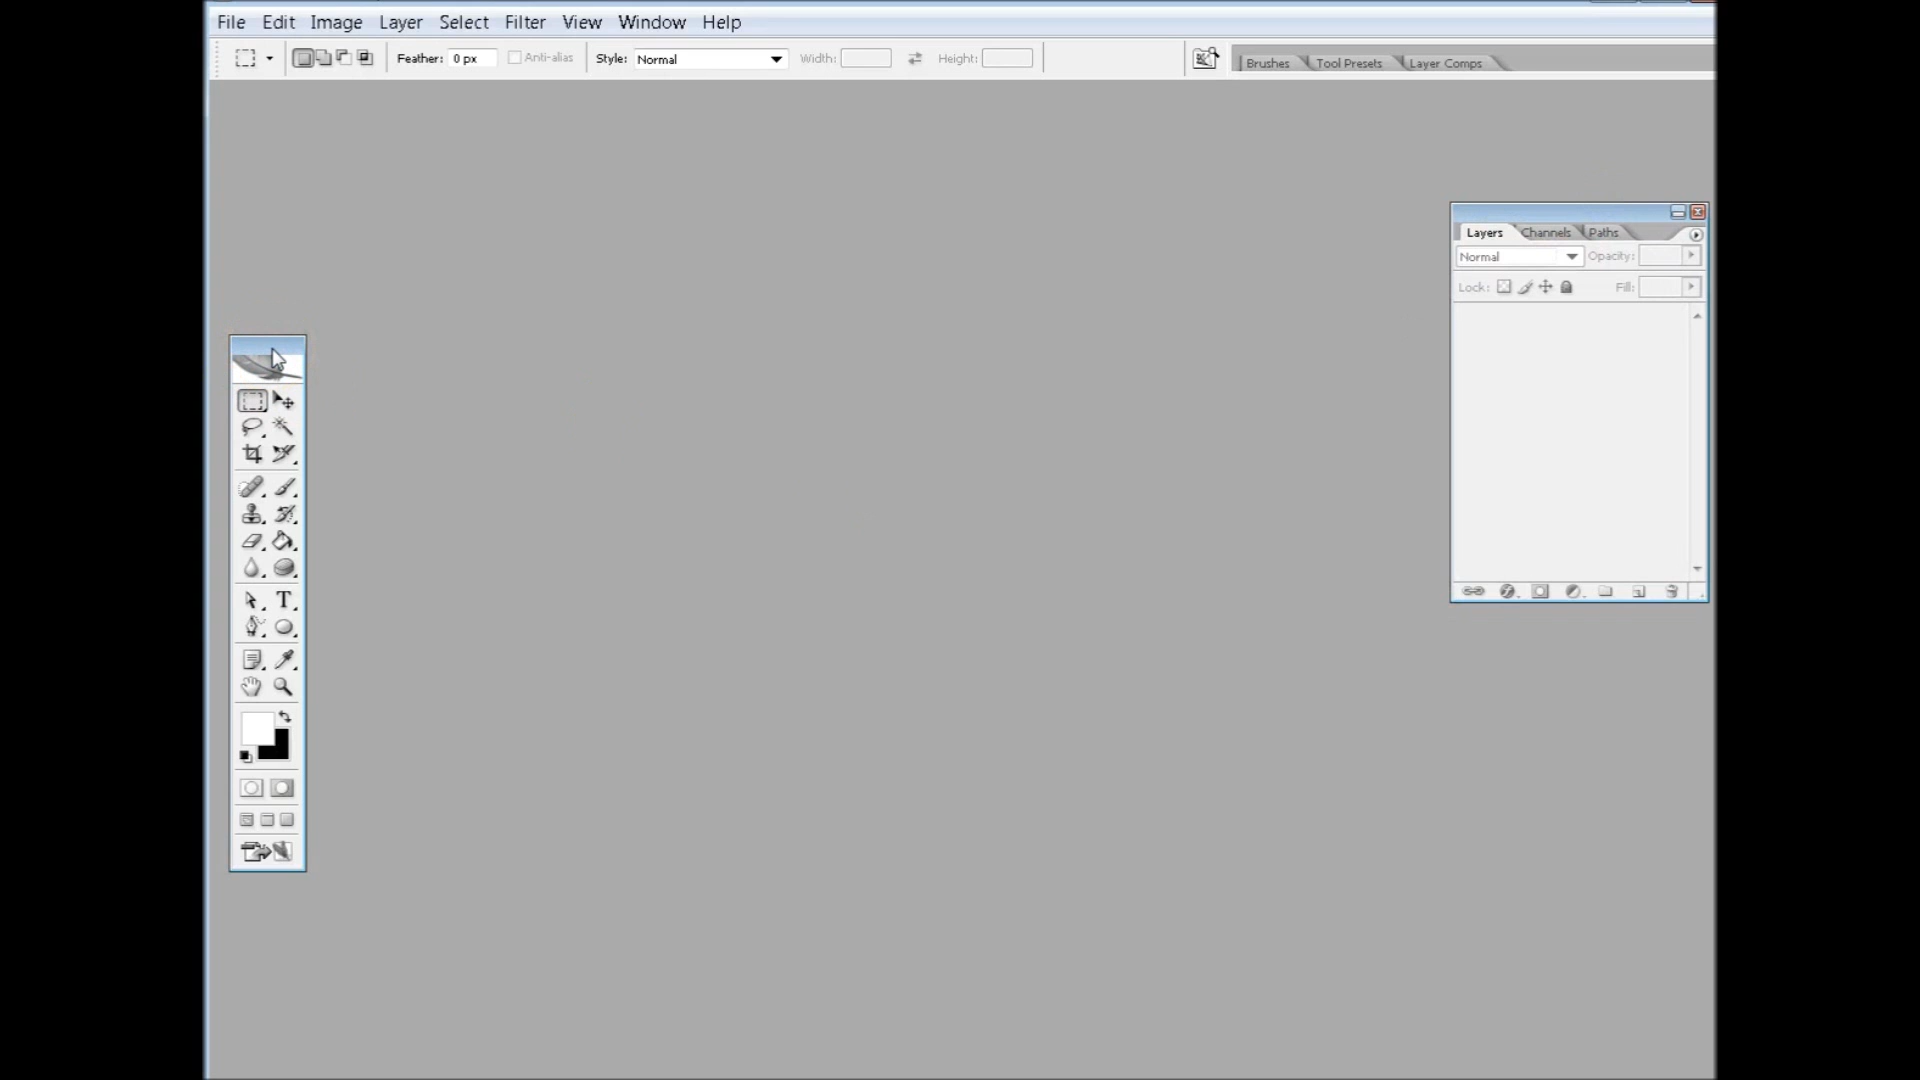 File Edit Image Layer Select Filter View Window Help
Feather: 0 px Anti-alias Style: Normal Width: Height: Brushes Tool Presets Layer Comps
Layers Channels Paths
Normal Opacity:
Lock: Fill:
T